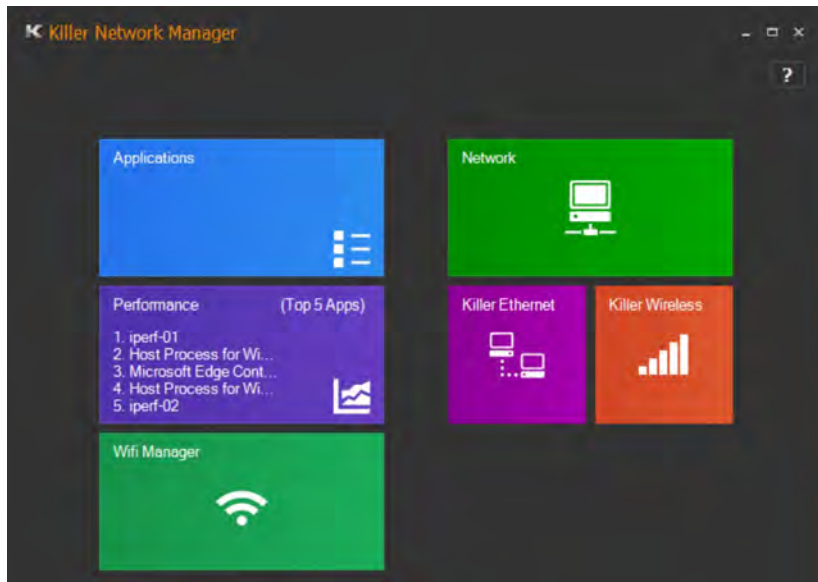 Killer Network Manager
?
Applications
Network
Performance (Top 5 Apps)
1. iperf-01
2. Host Process for Wi...
3. Microsoft Edge Cont...
4. Host Process for Wi...
5. iperf-02
Killer Ethernet
Killer Wireless
Wifi Manager